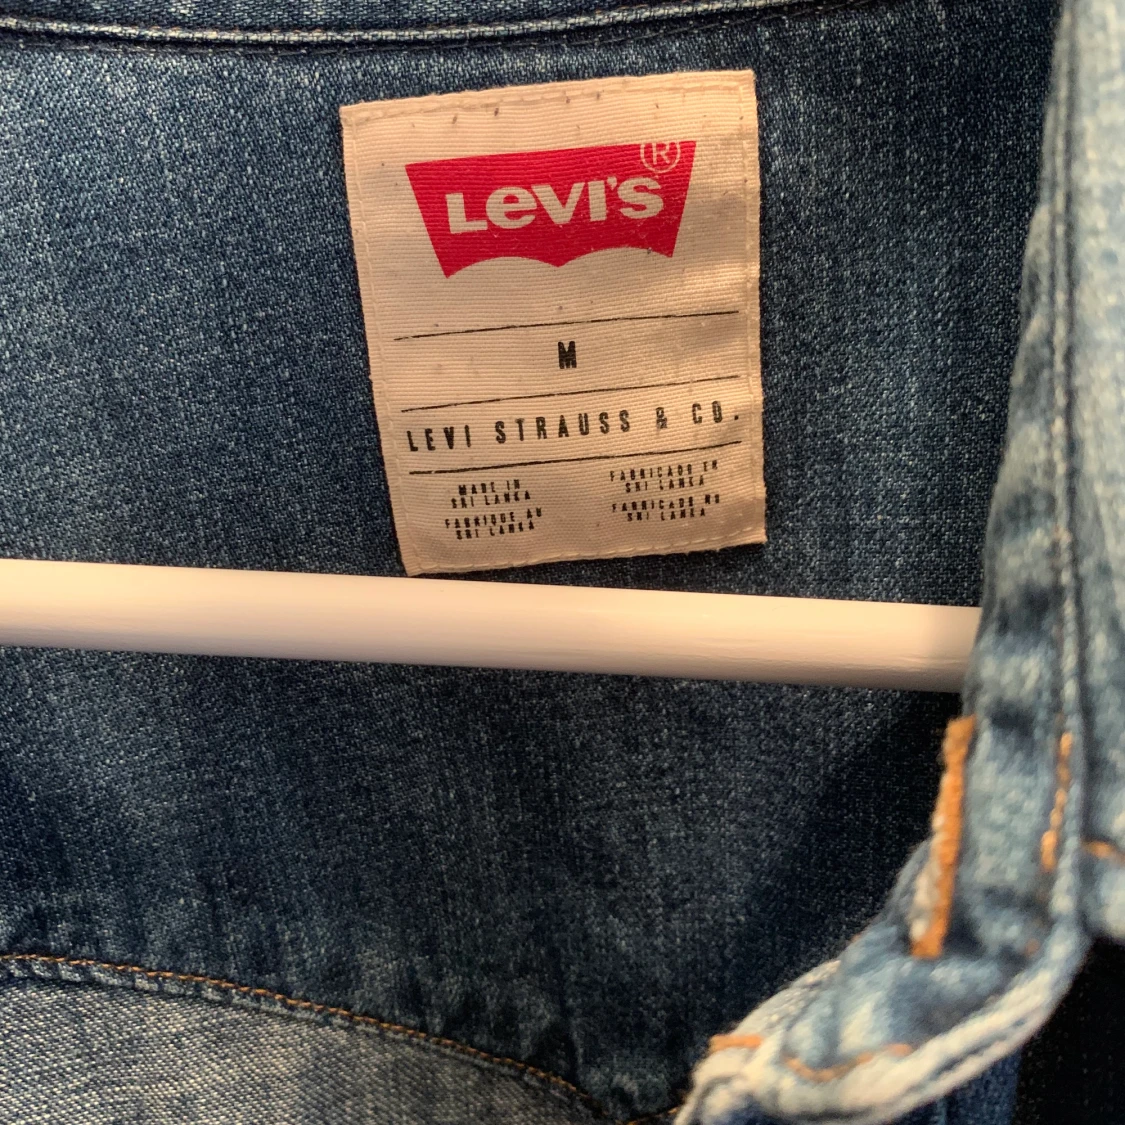 LEVI'S®
M
LEVI STRAUSS & CO.
MADE IN
SRI LANKA
FABRIQUE AU
SRI LANKA
FABRICADO EN
SRI LANKA
FABRICADO NO
SRI LANKA